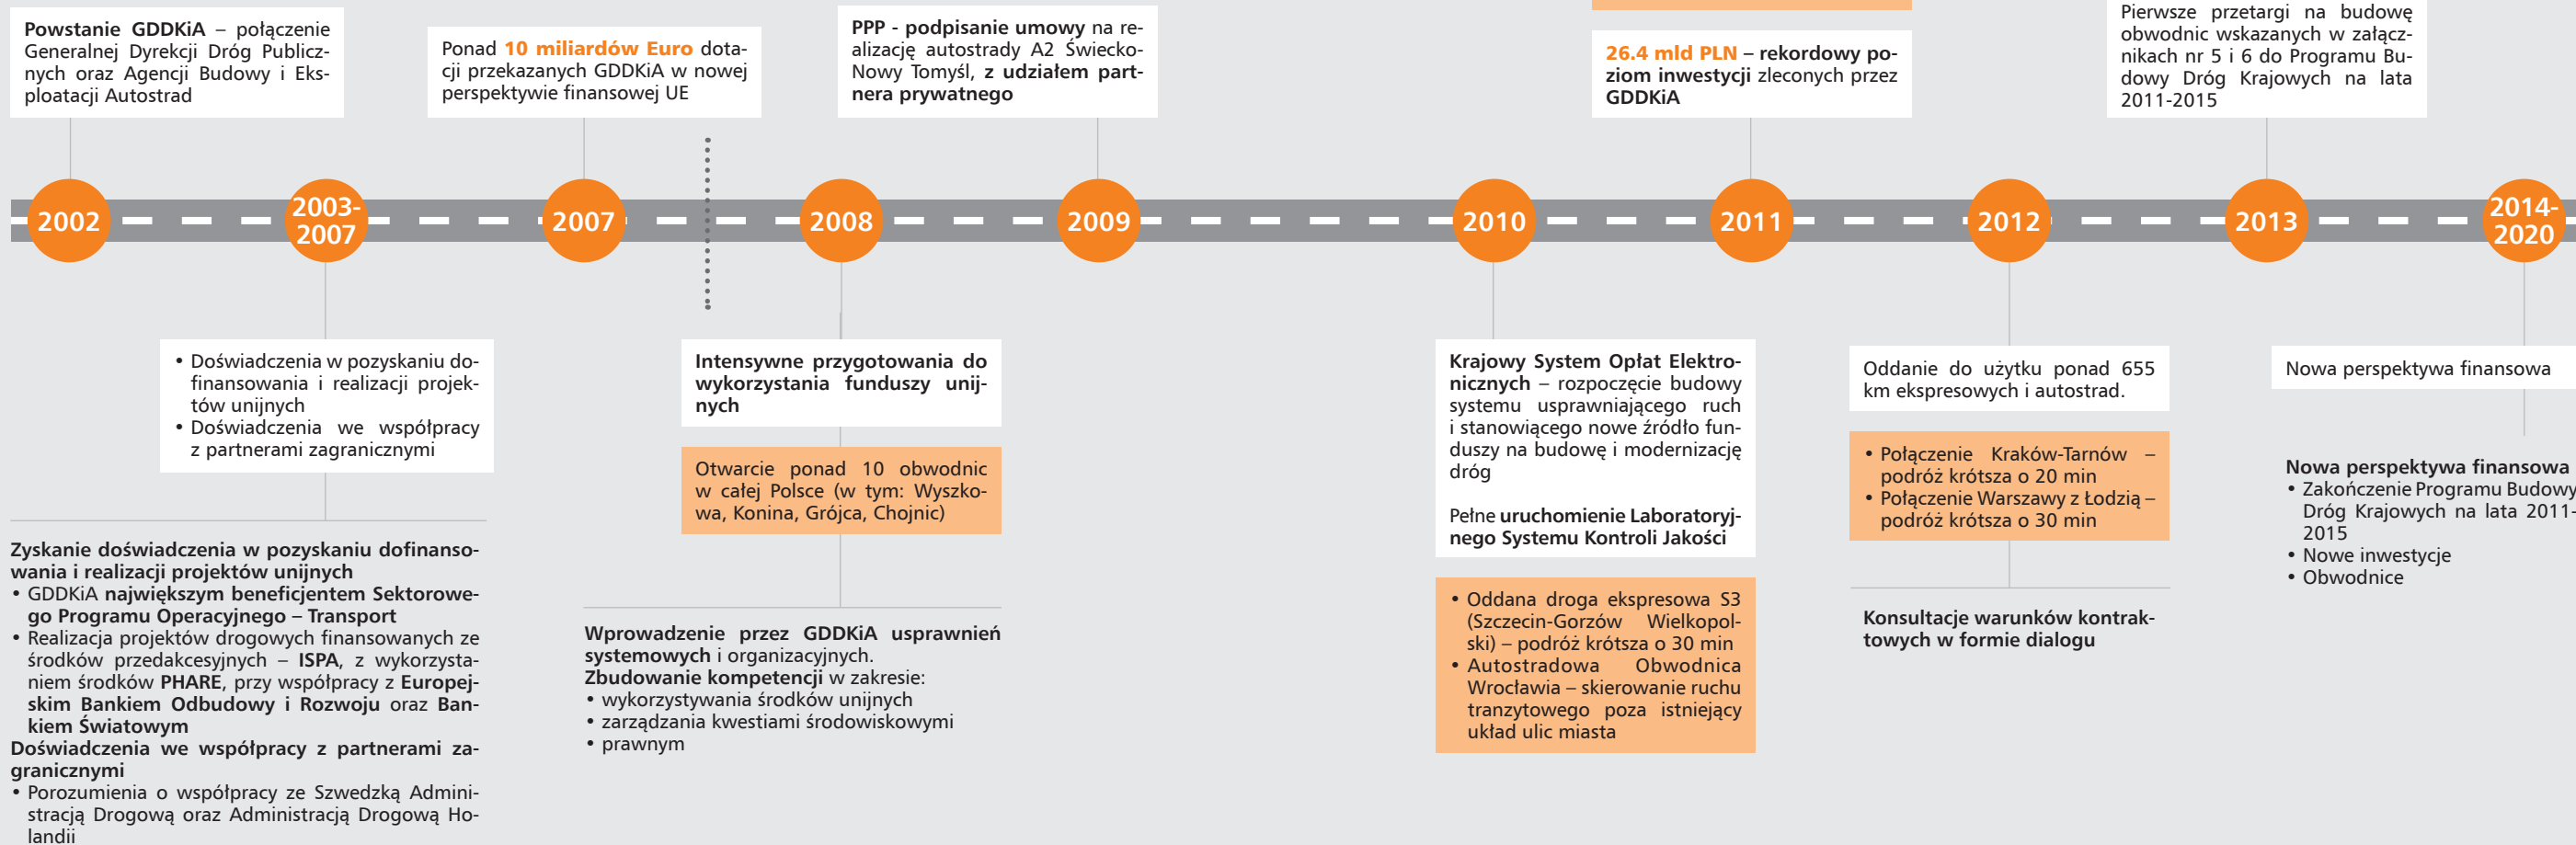 Powstanie GDDKiA – połączenie
Generalnej Dyrekcji Dróg Publicz-
nych oraz Agencji Budowy i Eks-
ploatacji Autostrad
Ponad 10 miliardów Euro dota-
cji przekazanych GDDKiA w nowej
perspektywie finansowej UE
PPP - podpisanie umowy na re-
alizację autostrady A2 Świecko-
Nowy Tomyśl, z udziałem part-
nera prywatnego
26.4 mld PLN – rekordowy po-
ziom inwestycji zleconych przez
GDDKiA
Pierwsze przetargi na budowę
obwodnic wskazanych w załącz-
nikach nr 5 i 6 do Programu Bu-
dowy Dróg Krajowych na lata
2011-2015
2002
2003-
2007
2007
2008
2009
2010
2011
2012
2013
2014-
2020
• Doświadczenia w pozyskaniu do-
finansowania i realizacji projek-
tów unijnych
• Doświadczenia we współpracy
z partnerami zagranicznymi
Zyskanie doświadczenia w pozyskaniu dofinanso-
wania i realizacji projektów unijnych
• GDDKiA największym beneficjentem Sektorowe-
go Programu Operacyjnego – Transport
• Realizacja projektów drogowych finansowanych ze
środków przedakcesyjnych – ISPA, z wykorzysta-
niem środków PHARE, przy współpracy z Europej-
skim Bankiem Odbudowy i Rozwoju oraz Ban-
kiem Światowym
Doświadczenia we współpracy z partnerami za-
granicznymi
• Porozumienia o współpracy ze Szwedzką Admini-
stracją Drogową oraz Administracją Drogową Ho-
landii
Intensywne przygotowania do
wykorzystania funduszy unij-
nych
Otwarcie ponad 10 obwodnic
w całej Polsce (w tym: Wyszko-
wa, Konina, Grójca, Chojnic)
Wprowadzenie przez GDDKiA usprawnień
systemowych i organizacyjnych.
Zbudowanie kompetencji w zakresie:
• wykorzystywania środków unijnych
• zarządzania kwestiami środowiskowymi
• prawnym
Krajowy System Opłat Elektro-
nicznych – rozpoczęcie budowy
systemu usprawniającego ruch
i stanowiącego nowe źródło fun-
duszy na budowę i modernizację
dróg
Pełne uruchomienie Laboratoryj-
nego Systemu Kontroli Jakości
• Oddana droga ekspresowa S3
(Szczecin-Gorzów Wielkopol-
ski) – podróż krótsza o 30 min
• Autostradowa Obwodnica
Wrocławia – skierowanie ruchu
tranzytowego poza istniejący
układ ulic miasta
Oddanie do użytku ponad 655
km ekspresowych i autostrad.
• Połączenie Kraków-Tarnów –
podróż krótsza o 20 min
• Połączenie Warszawy z Łodzią –
podróż krótsza o 30 min
Konsultacje warunków kontrak-
towych w formie dialogu
Nowa perspektywa finansowa
Nowa perspektywa finansowa
• Zakończenie Programu Budowy
Dróg Krajowych na lata 2011-
2015
• Nowe inwestycje
• Obwodnice